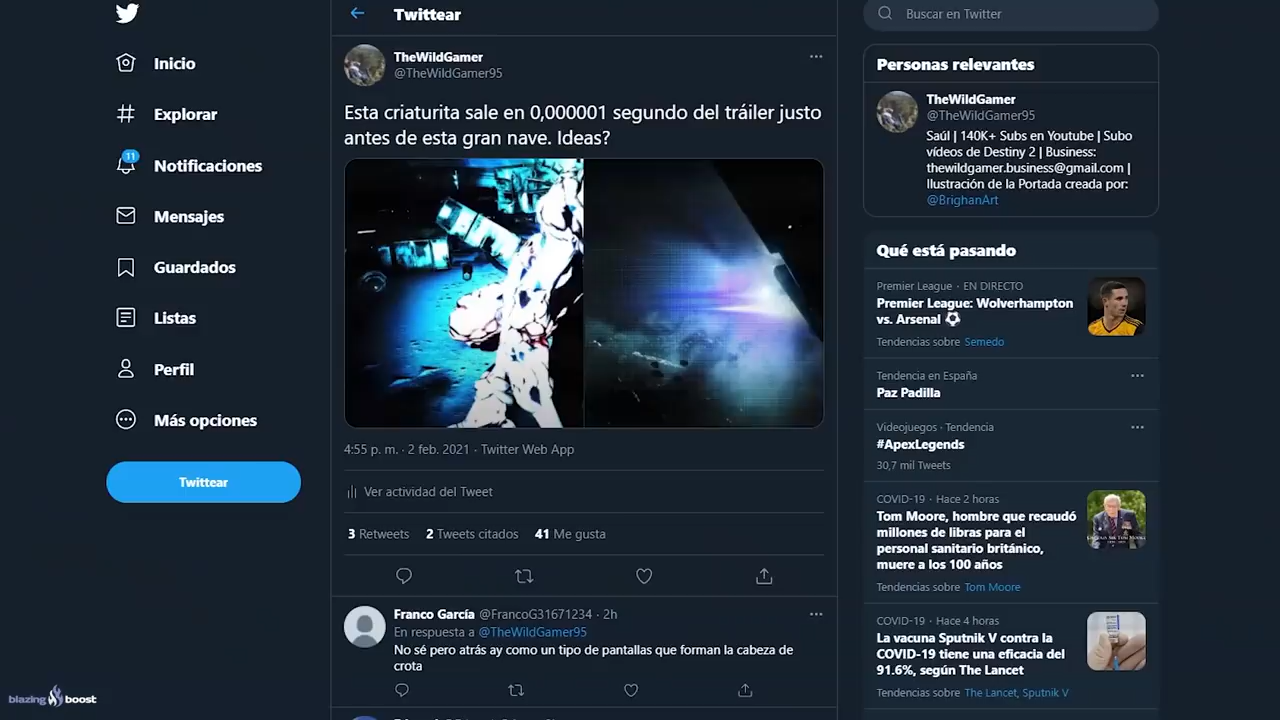 Inicio
Explorar
11
Notificaciones
Mensajes
Guardados
Listas
Perfil
Más opciones
Twittear
blazing boost
Twittear
TheWildGamer
@TheWildGamer95
Esta criaturita sale en 0,000001 segundo del tráiler justo
antes de esta gran nave. Ideas?
4:55 p. m. · 2 feb. 2021 · Twitter Web App
Ver actividad del Tweet
3 Retweets 2 Tweets citados 41 Me gusta
Franco García @FrancoG31671234 · 2h
En respuesta a @TheWildGamer95
No sé pero atrás ay como un tipo de pantallas que forman la cabeza de
crota
Buscar en Twitter
Personas relevantes
TheWildGamer
@TheWildGamer95
Saúl | 140K+ Subs en Youtube | Subo
vídeos de Destiny 2 | Business:
thewildgamer.business@gmail.com |
Ilustración de la Portada creada por:
@BrighanArt
Qué está pasando
Premier League · EN DIRECTO
Premier League: Wolverhampton
vs. Arsenal ⚽
Tendencias sobre Semedo
Tendencia en España
Paz Padilla
Videojuegos · Tendencia
#ApexLegends
30,7 mil Tweets
COVID-19 · Hace 2 horas
Tom Moore, hombre que recaudó
millones de libras para el
personal sanitario británico,
muere a los 100 años
Tendencias sobre Tom Moore
COVID-19 · Hace 4 horas
La vacuna Sputnik V contra la
COVID-19 tiene una eficacia del
91.6%, según The Lancet
Tendencias sobre The Lancet, Sputnik V